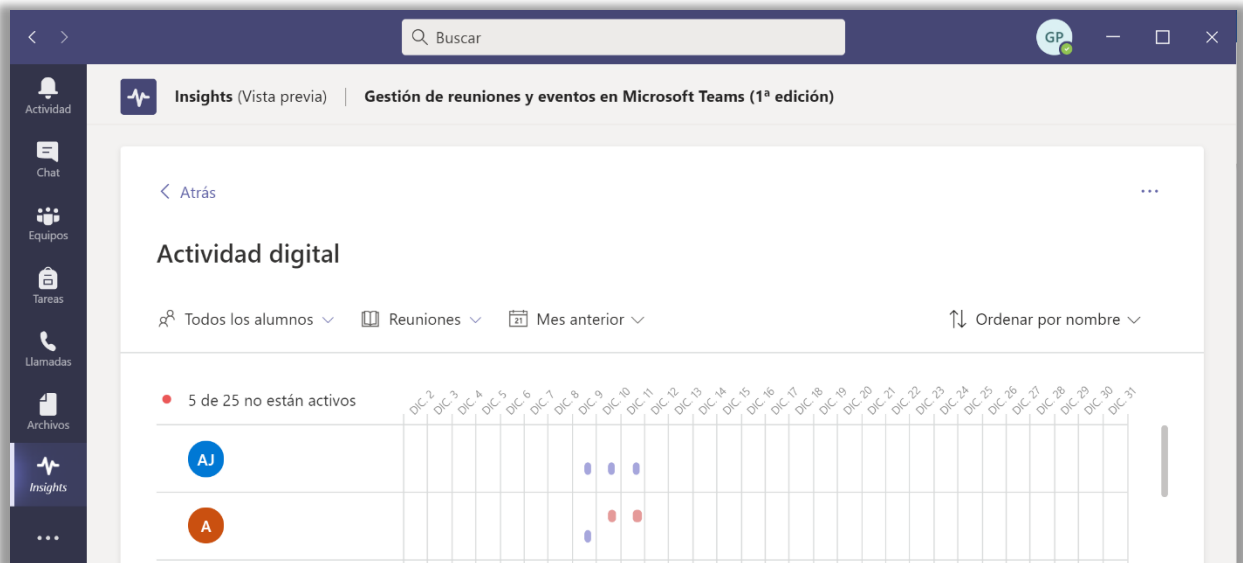 Buscar
GP
Actividad
Chat
Equipos
Tareas
Llamadas
Archivos
Insights
Insights (Vista previa) | Gestión de reuniones y eventos en Microsoft Teams (1ª edición)
Atrás
Actividad digital
Todos los alumnos
Reuniones
21
Mes anterior
Ordenar por nombre
5 de 25 no están activos
DIC. 2 DIC. 3 DIC. 4 DIC. 5 DIC. 6 DIC. 7 DIC. 8 DIC. 9 DIC. 10 DIC. 11 DIC. 12 DIC. 13 DIC. 14 DIC. 15 DIC. 16 DIC. 17 DIC. 18 DIC. 19 DIC. 20 DIC. 21 DIC. 22 DIC. 23 DIC. 24 DIC. 25 DIC. 26 DIC. 27 DIC. 28 DIC. 29 DIC. 30 DIC. 31
AJ
A